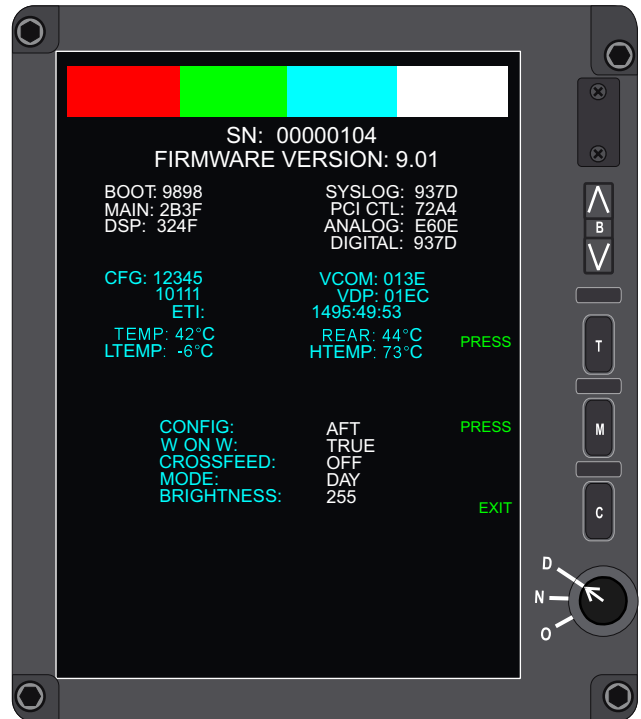 SN: 00000104
FIRMWARE VERSION: 9.01
BOOT: 9898 SYSLOG: 937D
MAIN: 2B3F PCI CTL: 72A4
DSP: 324F ANALOG: E60E
DIGITAL: 937D
CFG: 12345 VCOM: 013E
10111 VDP: 01EC
ETI: 1495:49:53
TEMP: 42°C REAR: 44°C
LTEMP: -6°C HTEMP: 73°C PRESS
CONFIG: AFT PRESS
W ON W: TRUE
CROSSFEED: OFF
MODE: DAY
BRIGHTNESS: 255
EXIT
B
T
M
C
D
N
O